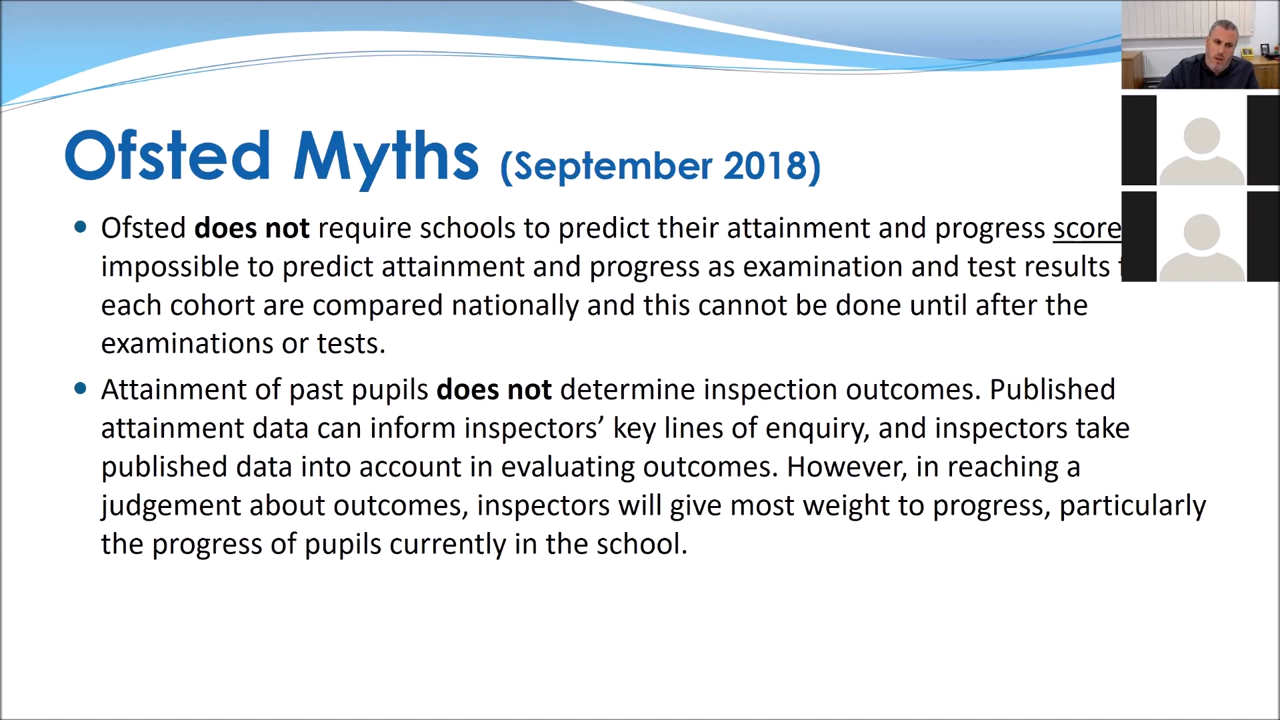 Ofsted Myths (September 2018)
• Ofsted does not require schools to predict their attainment and progress score
impossible to predict attainment and progress as examination and test results
each cohort are compared nationally and this cannot be done until after the
examinations or tests.
• Attainment of past pupils does not determine inspection outcomes. Published
attainment data can inform inspectors’ key lines of enquiry, and inspectors take
published data into account in evaluating outcomes. However, in reaching a
judgement about outcomes, inspectors will give most weight to progress, particularly
the progress of pupils currently in the school.